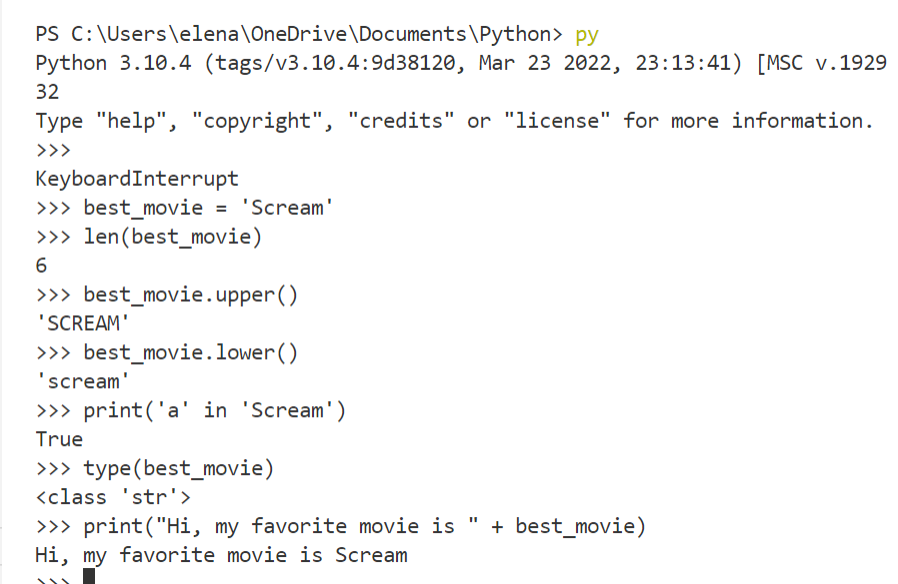 PS C:\Users\elena\OneDrive\Documents\Python> py
Python 3.10.4 (tags/v3.10.4:9d38120, Mar 23 2022, 23:13:41) [MSC v.1929
32
Type "help", "copyright", "credits" or "license" for more information.
>>>
KeyboardInterrupt
>>> best_movie = 'Scream'
>>> len(best_movie)
6
>>> best_movie.upper()
'SCREAM'
>>> best_movie.lower()
'scream'
>>> print('a' in 'Scream')
True
>>> type(best_movie)
<class 'str'>
>>> print("Hi, my favorite movie is " + best_movie)
Hi, my favorite movie is Scream
>>>